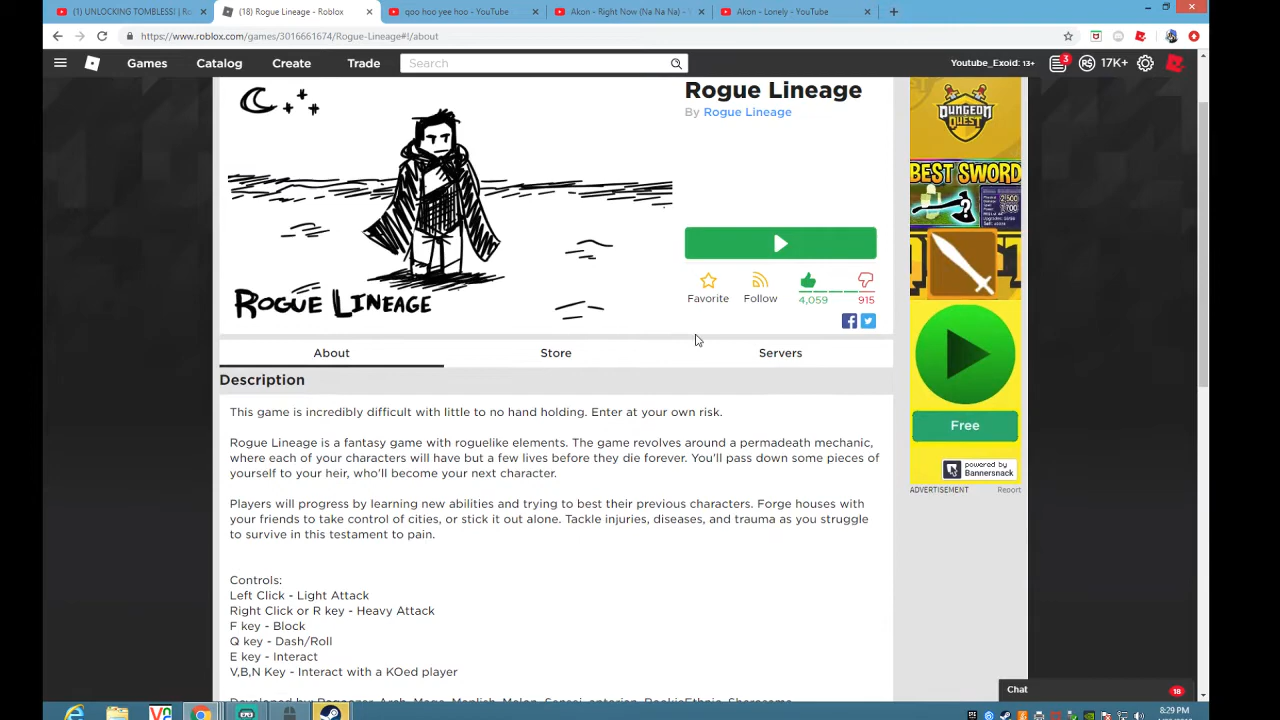 (1) UNLOCKING TOMBLESS! | Ro
(18) Rogue Lineage - Roblox
qoo hoo yee hoo - YouTube
Akon - Right Now (Na Na Na) - Y
Akon - Lonely - YouTube
https://www.roblox.com/games/3016661674/Rogue-Lineage#!/about
Games
Catalog
Create
Trade
Search
Youtube_Exoid: 13+
3
17K+
Rogue Lineage
By Rogue Lineage
ROGUE LINEAGE
Favorite
Follow
4,059
915
DUNGEON
QUEST
BEST SWORD
Free
powered by
Bannersnack
ADVERTISEMENT
Report
About
Store
Servers
Description
This game is incredibly difficult with little to no hand holding. Enter at your own risk.
Rogue Lineage is a fantasy game with roguelike elements. The game revolves around a permadeath mechanic,
where each of your characters will have but a few lives before they die forever. You'll pass down some pieces of
yourself to your heir, who'll become your next character.
Players will progress by learning new abilities and trying to best their previous characters. Forge houses with
your friends to take control of cities, or stick it out alone. Tackle injuries, diseases, and trauma as you struggle
to survive in this testament to pain.
Controls:
Left Click - Light Attack
Right Click or R key - Heavy Attack
F key - Block
Q key - Dash/Roll
E key - Interact
V,B,N Key - Interact with a KOed player
Chat
18
8:29 PM